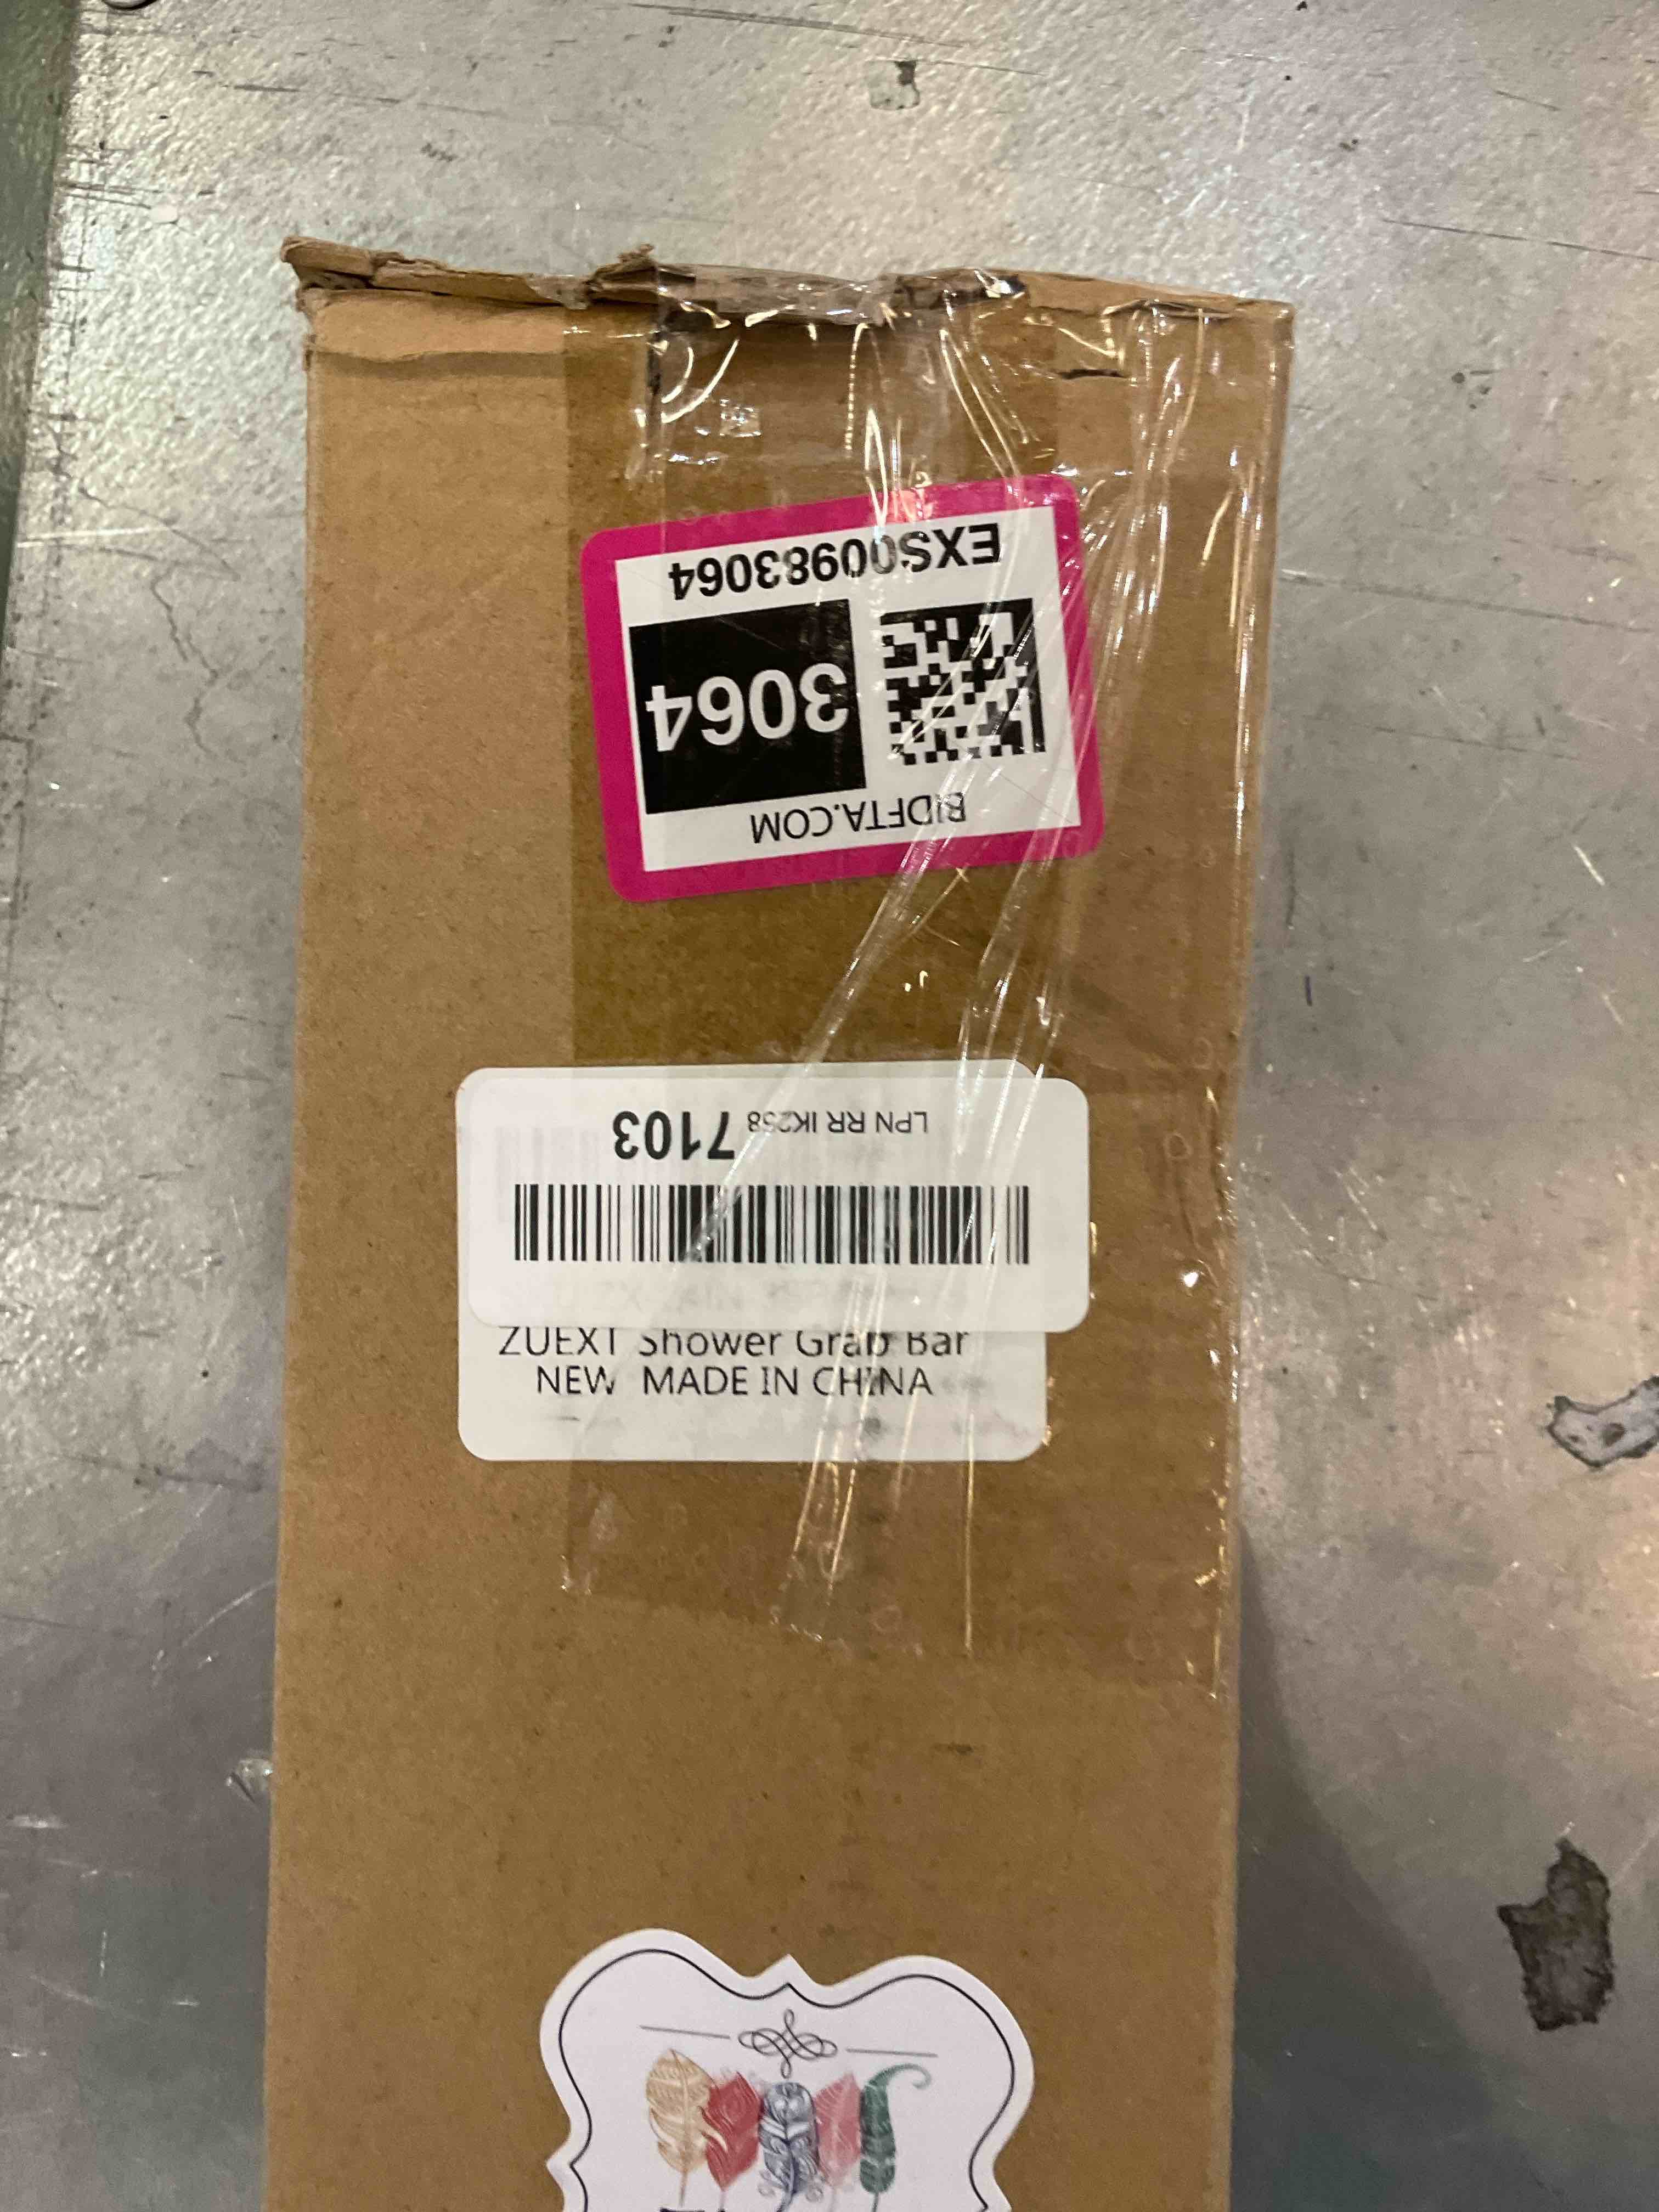 EXS00983064
3064
BIDFTA.COM
LPN RR IK258 7103
ZUEXT Shower Grab Bar
NEW MADE IN CHINA